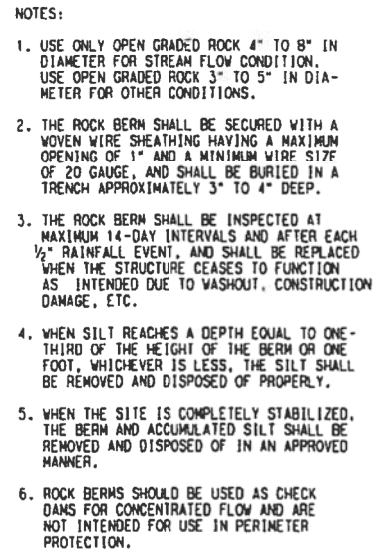 NOTES:
1. USE ONLY OPEN GRADED ROCK 4" TO 8" IN
DIAMETER FOR STREAM FLOW CONDITION.
USE OPEN GRADED ROCK 3" TO 5" IN DIA-
METER FOR OTHER CONDITIONS.
2. THE ROCK BERM SHALL BE SECURED WITH A
WOVEN WIRE SHEATHING HAVING A MAXIMUM
OPENING OF 1" AND A MINIMUM WIRE SIZE
OF 20 GAUGE, AND SHALL BE BURIED IN A
TRENCH APPROXIMATELY 3" TO 4" DEEP.
3. THE ROCK BERM SHALL BE INSPECTED AT
MAXIMUM 14-DAY INTERVALS AND AFTER EACH
½" RAINFALL EVENT, AND SHALL BE REPLACED
WHEN THE STRUCTURE CEASES TO FUNCTION
AS INTENDED DUE TO WASHOUT, CONSTRUCTION
DAMAGE, ETC.
4. WHEN SILT REACHES A DEPTH EQUAL TO ONE-
THIRD OF THE HEIGHT OF THE BERM OR ONE
FOOT, WHICHEVER IS LESS, THE SILT SHALL
BE REMOVED AND DISPOSED OF PROPERLY.
5. WHEN THE SITE IS COMPLETELY STABILIZED,
THE BERM AND ACCUMULATED SILT SHALL BE
REMOVED AND DISPOSED OF IN AN APPROVED
MANNER.
6. ROCK BERMS SHOULD BE USED AS CHECK
DAMS FOR CONCENTRATED FLOW AND ARE
NOT INTENDED FOR USE IN PERIMETER
PROTECTION.